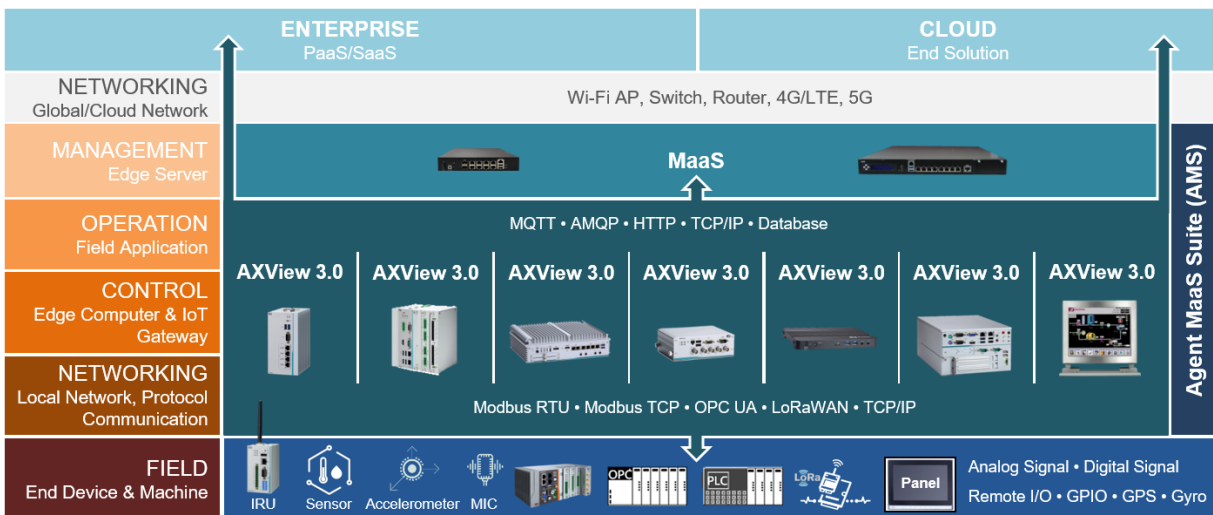 ENTERPRISE
PaaS/SaaS
CLOUD
End Solution
NETWORKING
Global/Cloud Network
Wi-Fi AP, Switch, Router, 4G/LTE, 5G
MANAGEMENT
Edge Server
MaaS
Agent MaaS Suite (AMS)
OPERATION
Field Application
MQTT • AMQP • HTTP • TCP/IP • Database
AXView 3.0
AXView 3.0
AXView 3.0
AXView 3.0
AXView 3.0
AXView 3.0
AXView 3.0
CONTROL
Edge Computer & IoT
Gateway
NETWORKING
Local Network, Protocol
Communication
Modbus RTU • Modbus TCP • OPC UA • LoRaWAN • TCP/IP
FIELD
End Device & Machine
IRU
Sensor
Accelerometer
MIC
OPC
PLC
LoRa
Panel
Analog Signal • Digital Signal
Remote I/O • GPIO • GPS • Gyro